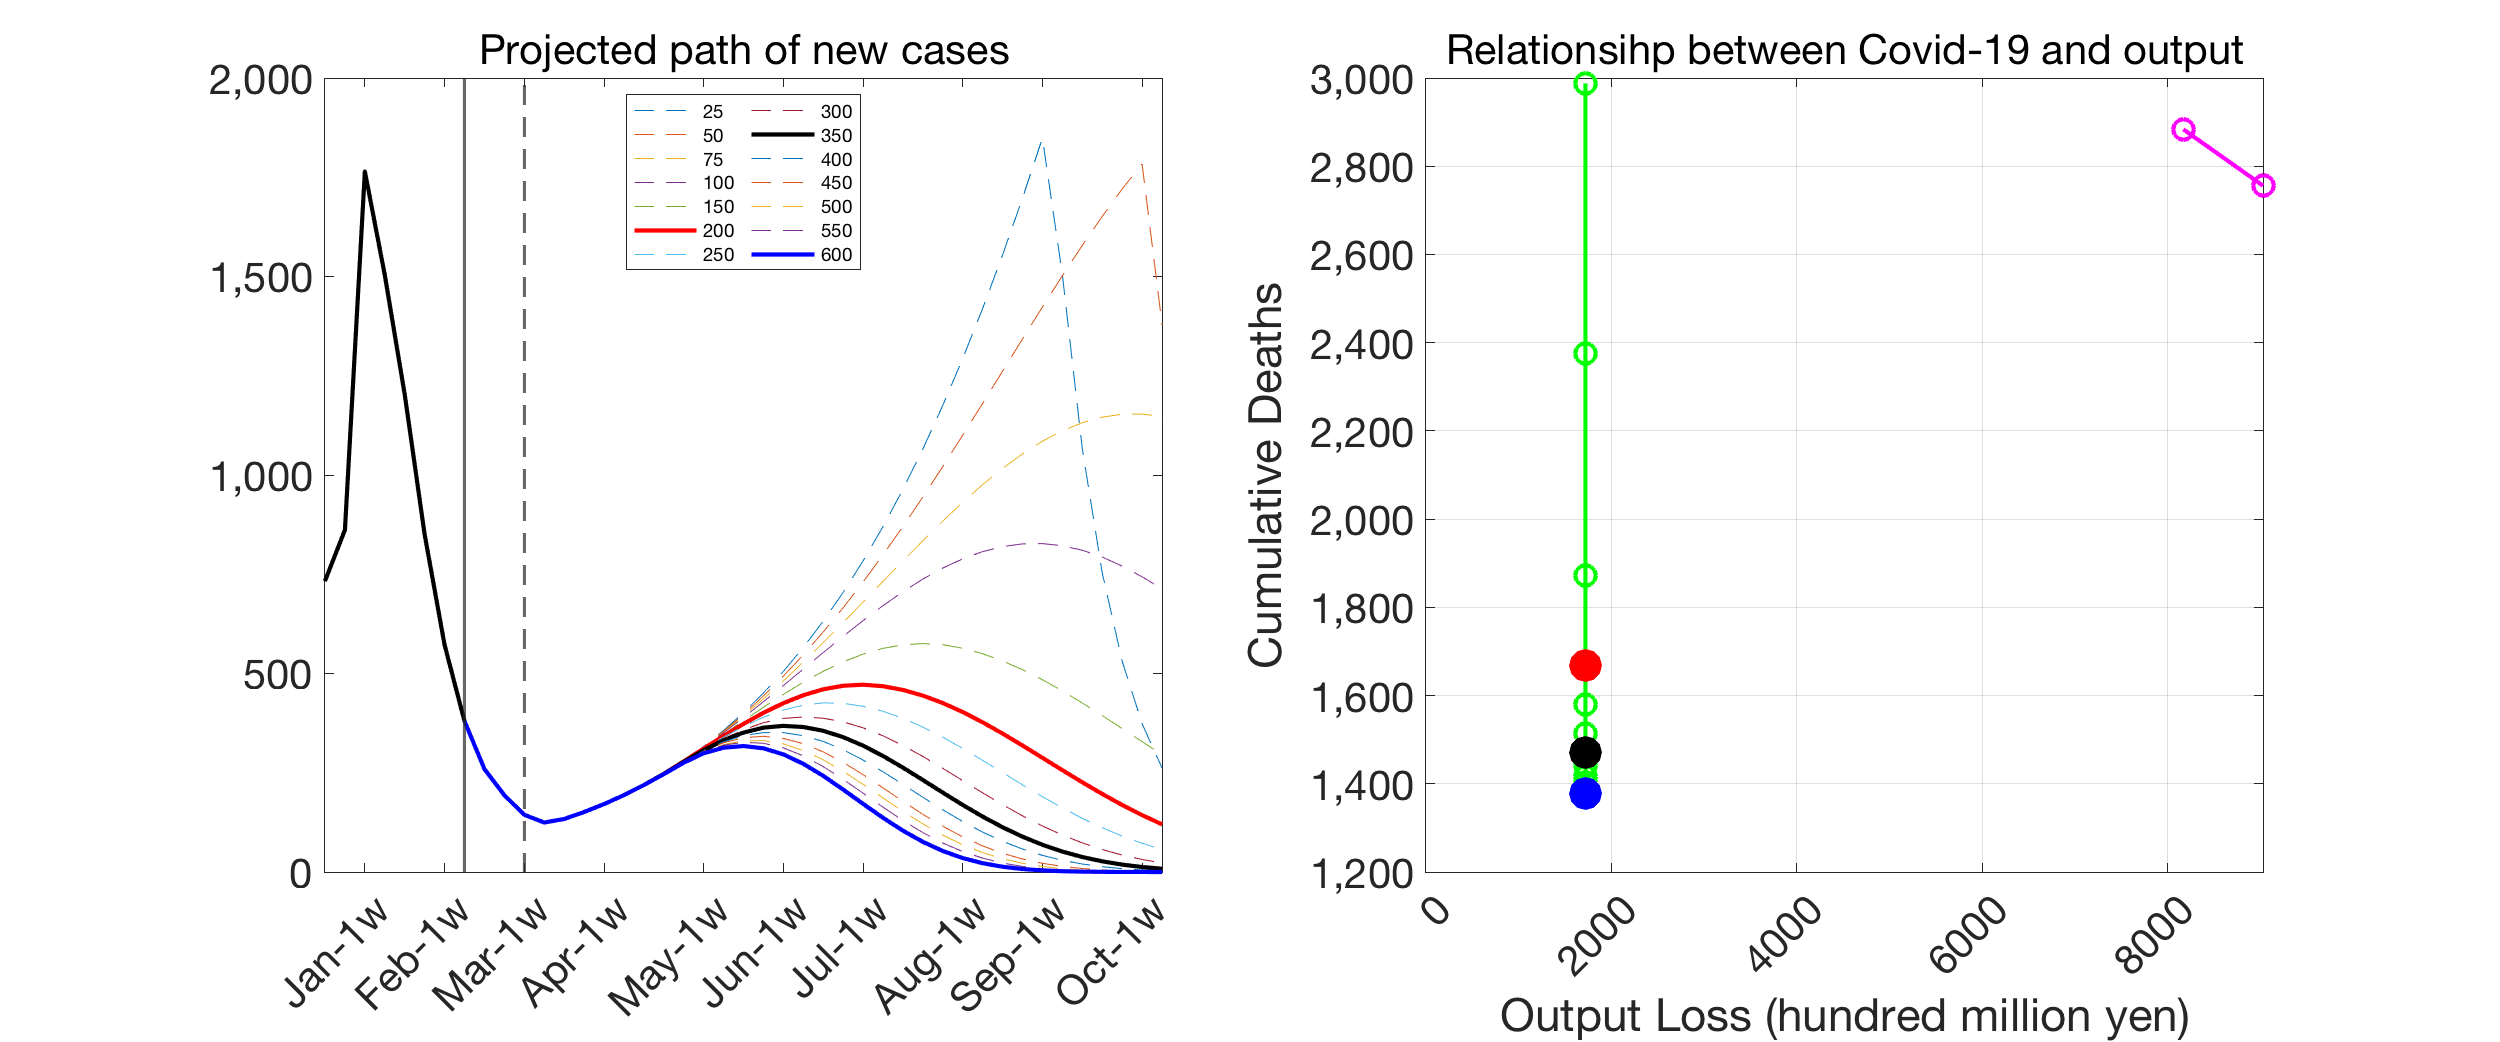 Projected path of new cases
2,000
1,500
1,000
500
0
25
50
75
100
150
200
250
300
350
400
450
500
550
600
Jan-1w
Feb-1w
Mar-1w
Apr-1w
May-1w
Jun-1w
Jul-1w
Aug-1w
Sep-1w
Oct-1w
Relationsihp between Covid-19 and output
Cumulative Deaths
3,000
2,800
2,600
2,400
2,200
2,000
1,800
1,600
1,400
1,200
0
2000
4000
6000
8000
Output Loss (hundred million yen)